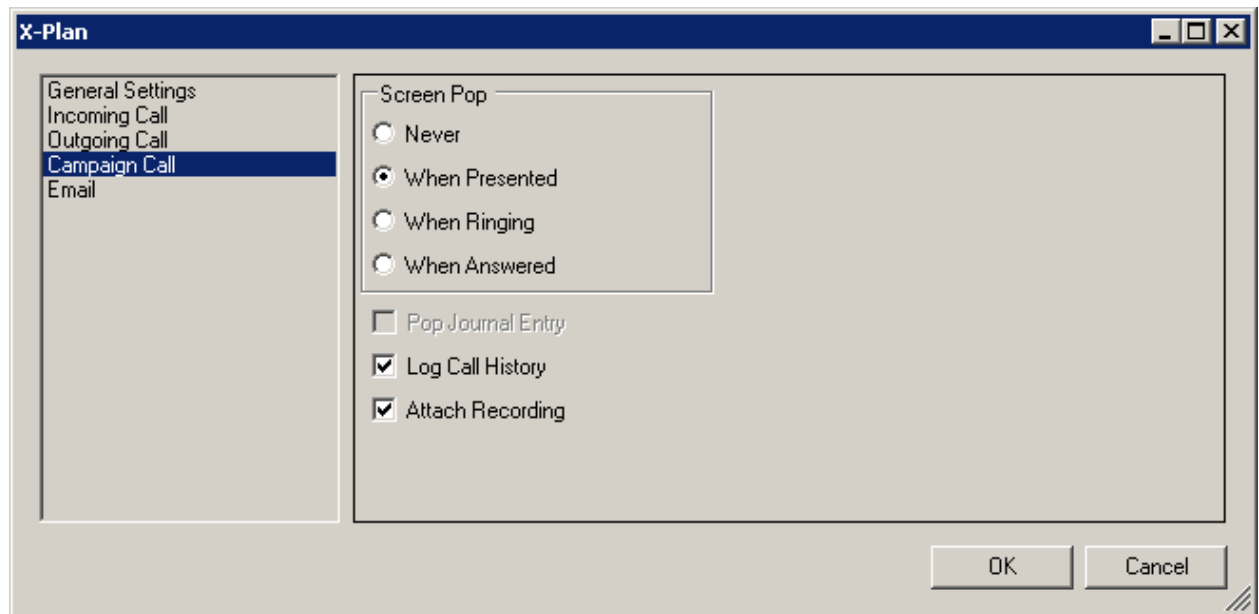 X-Plan
General Settings
Incoming Call
Outgoing Call
Campaign Call
Email
Screen Pop
Never
When Presented
When Ringing
When Answered
Pop Journal Entry
Log Call History
Attach Recording
OK
Cancel